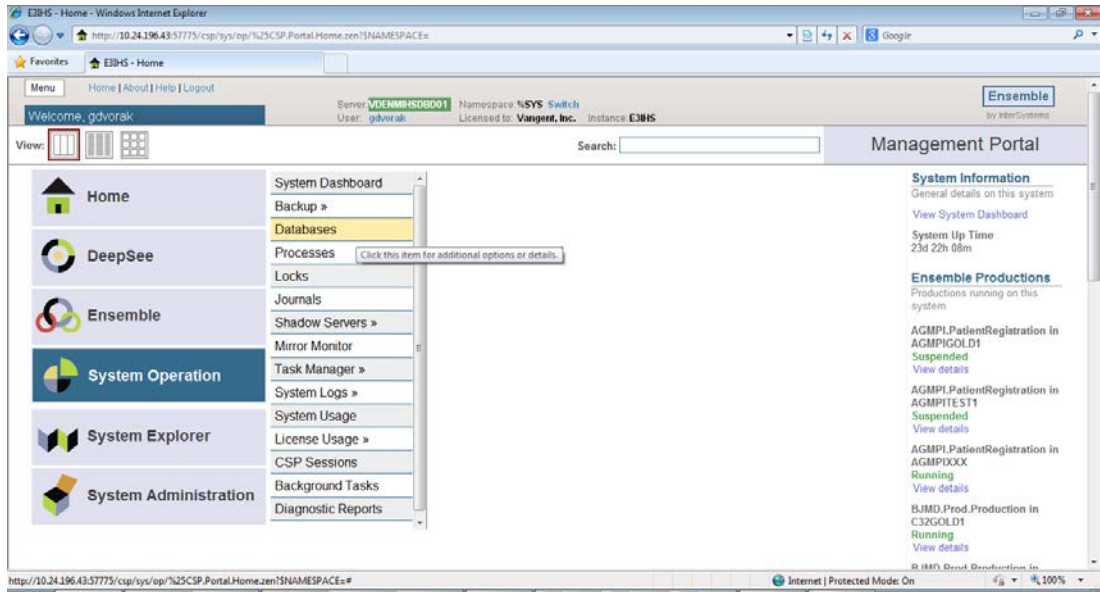 E3IHS - Home - Windows Internet Explorer
http://10.24.196.43:57775/csp/sys/op/%25CSP.Portal.Home.zen?$NAMESPACE=
Google
Favorites
E3IHS - Home
Menu
Home | About | Help | Logout
Server: VDENMIHSDBD01 Namespace: %SYS Switch
User: gdvorak Licensed to: Vangent, Inc. Instance: E3IHS
Welcome, gdvorak
Ensemble
by InterSystems
View:
Search:
Management Portal
Home
DeepSee
Ensemble
System Operation
System Explorer
System Administration
System Dashboard
Backup »
Databases
Processes
Click this item for additional options or details.
Locks
Journals
Shadow Servers »
Mirror Monitor
Task Manager »
System Logs »
System Usage
License Usage »
CSP Sessions
Background Tasks
Diagnostic Reports
System Information
General details on this system
View System Dashboard
System Up Time
23d 22h 08m
Ensemble Productions
Productions running on this
system
AGMPI.PatientRegistration in
AGMPIGOLD1
Suspended
View details
AGMPI.PatientRegistration in
AGMPITEST1
Suspended
View details
AGMPI.PatientRegistration in
AGMPIXXX
Running
View details
BJMD.Prod.Production in
C32GOLD1
Running
View details
BJMD.Prod.Production in
http://10.24.196.43:57775/csp/sys/op/%25CSP.Portal.Home.zen?$NAMESPACE=#
Internet | Protected Mode: On
100%